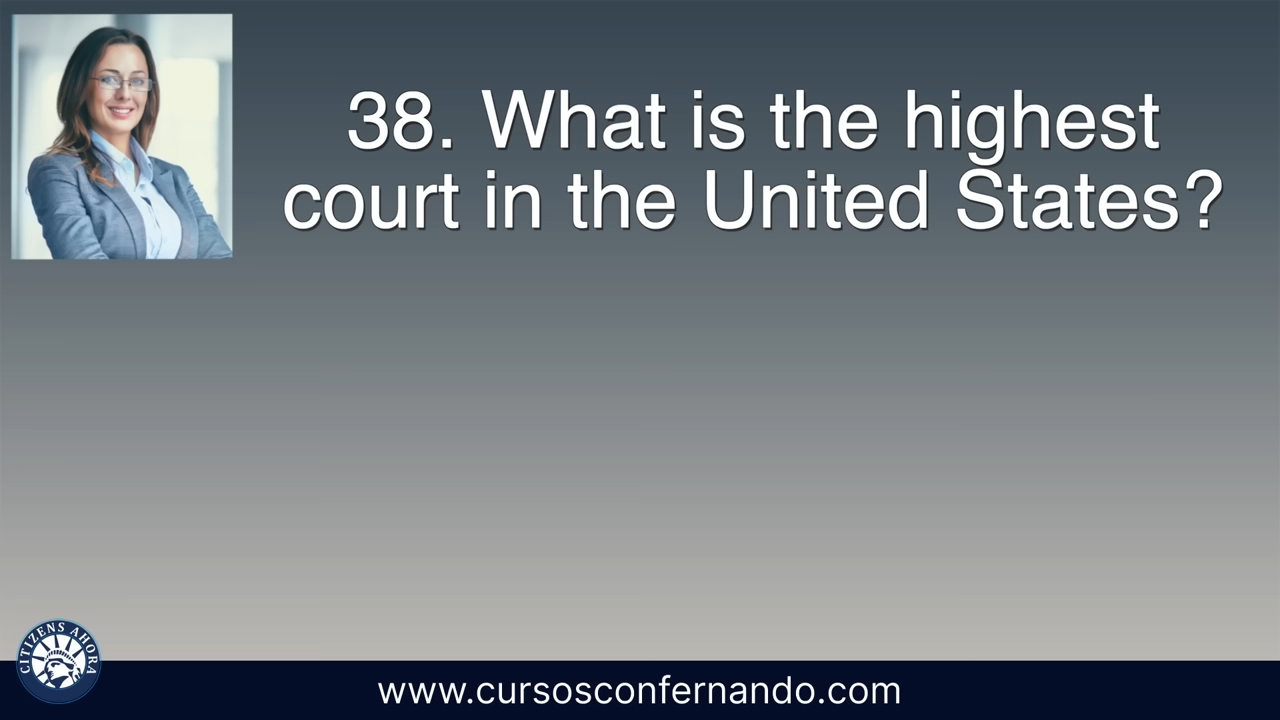 38. What is the highest
court in the United States?
CITIZENS AHORA
www.cursosconfernando.com